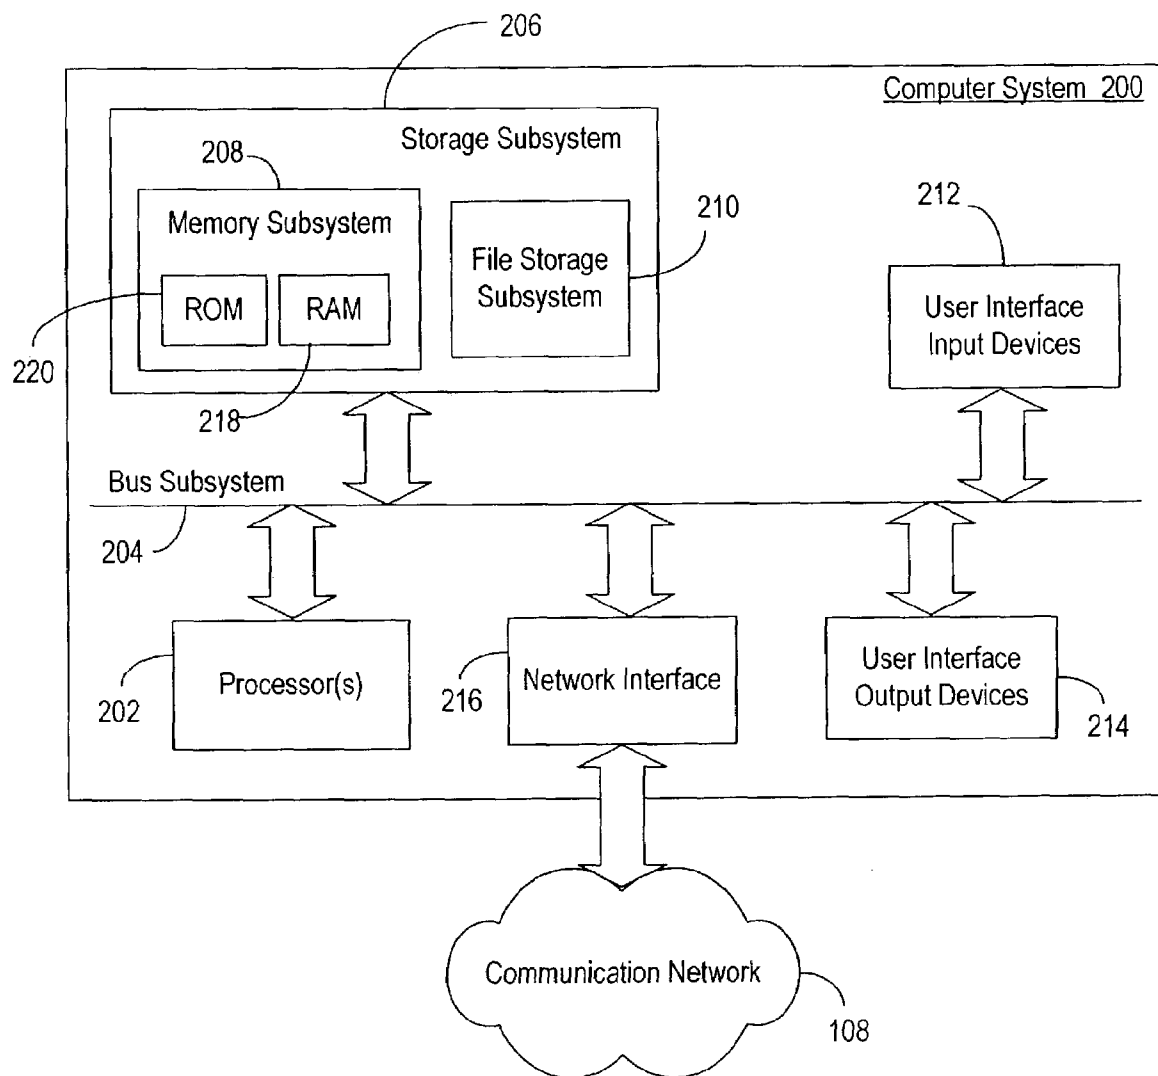 206
Computer System 200
Storage Subsystem
208
Memory Subsystem
210
File Storage
Subsystem
212
User Interface
Input Devices
ROM
RAM
220
218
Bus Subsystem
204
Processor(s)
202
Network Interface
216
User Interface
Output Devices
214
Communication Network
108